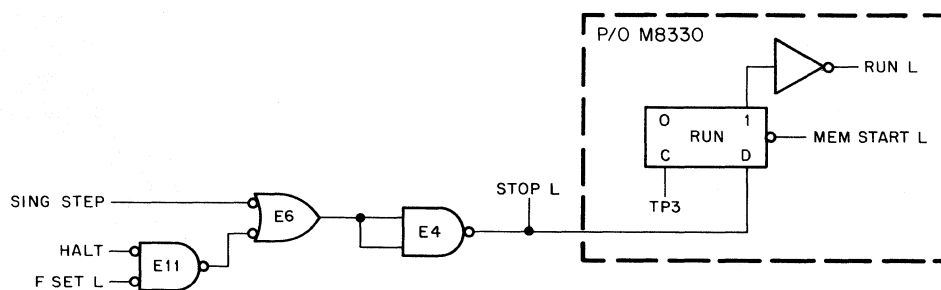 P/O M8330
RUN L
0 1
RUN
C D
MEM START L
TP3
STOP L
SING STEP
E6
E4
HALT
E11
F SET L